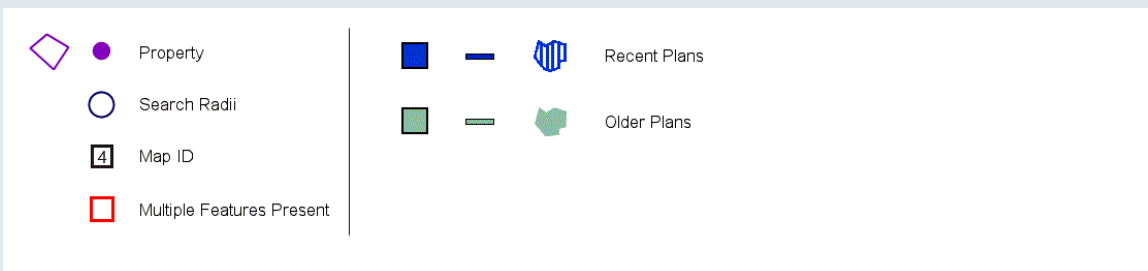 Property
Search Radii
4
Map ID
Multiple Features Present
Recent Plans
Older Plans